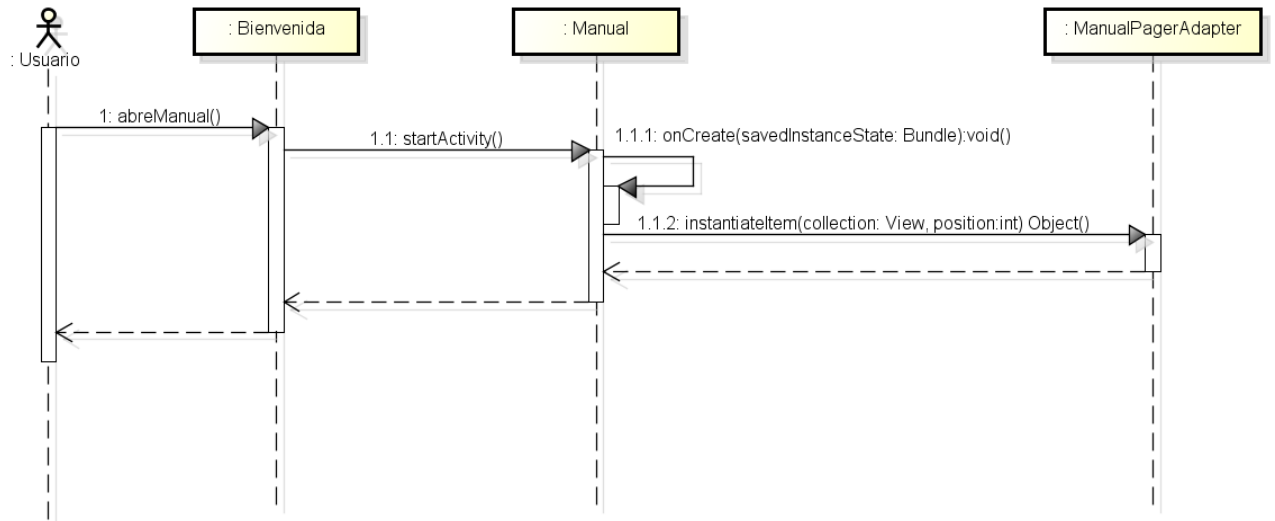 : Usuario
: Bienvenida
: Manual
: ManualPagerAdapter
1: abreManual()
1.1: startActivity()
1.1.1: onCreate(savedInstanceState: Bundle):void()
1.1.2: instantiateItem(collection: View, position:int) Object()